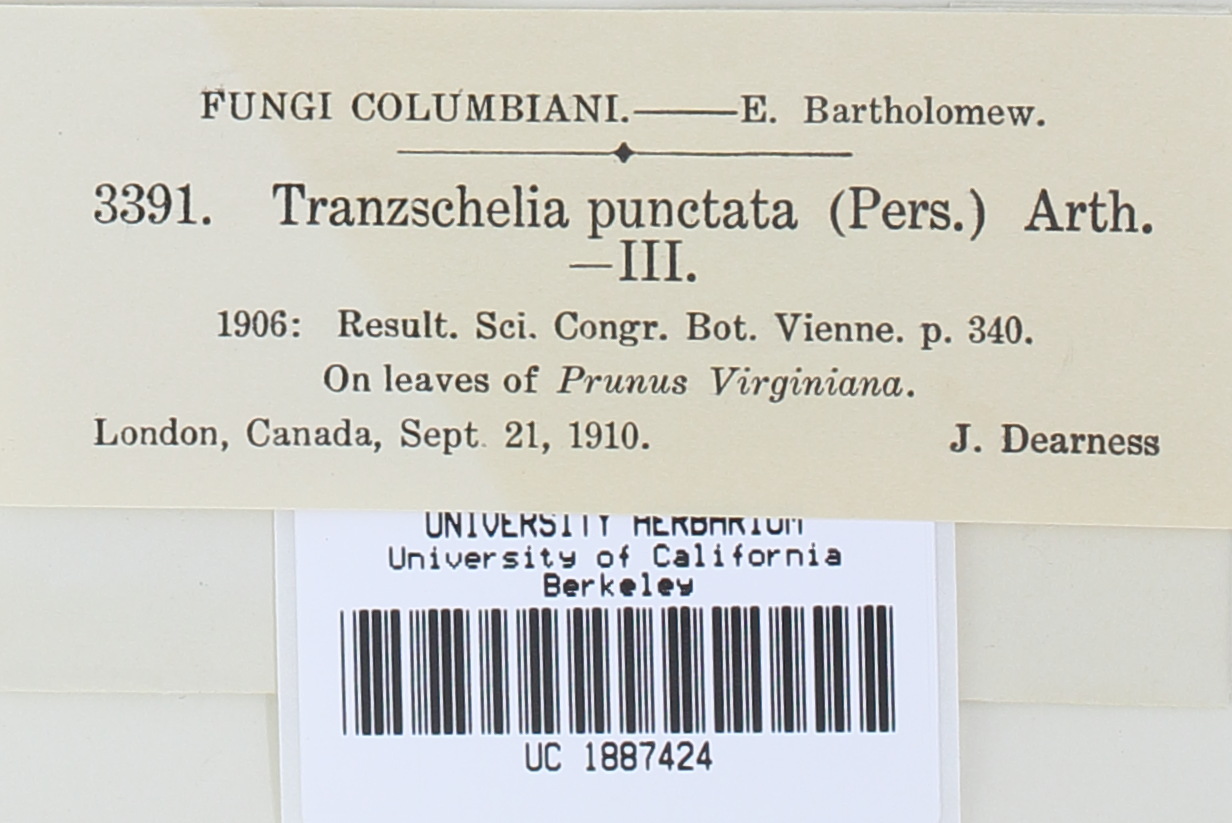 FUNGI COLUMBIANI.——E. Bartholomew.
3391. Tranzschelia punctata (Pers.) Arth.
—III.
1906: Result. Sci. Congr. Bot. Vienne. p. 340.
On leaves of Prunus Virginiana.
London, Canada, Sept. 21, 1910. J. Dearness
UNIVERSITY HERBARIUM
University of California
Berkeley
UC 1887424